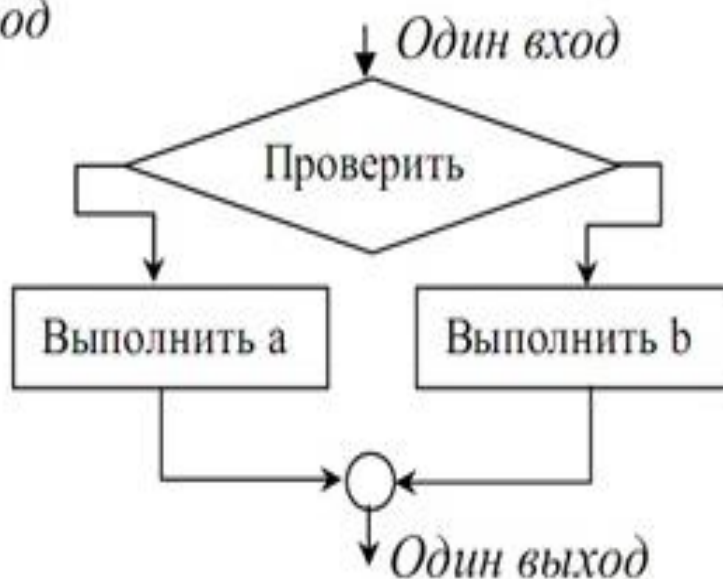 Один вход
Проверить
Выполнить a
Выполнить b
Один выход